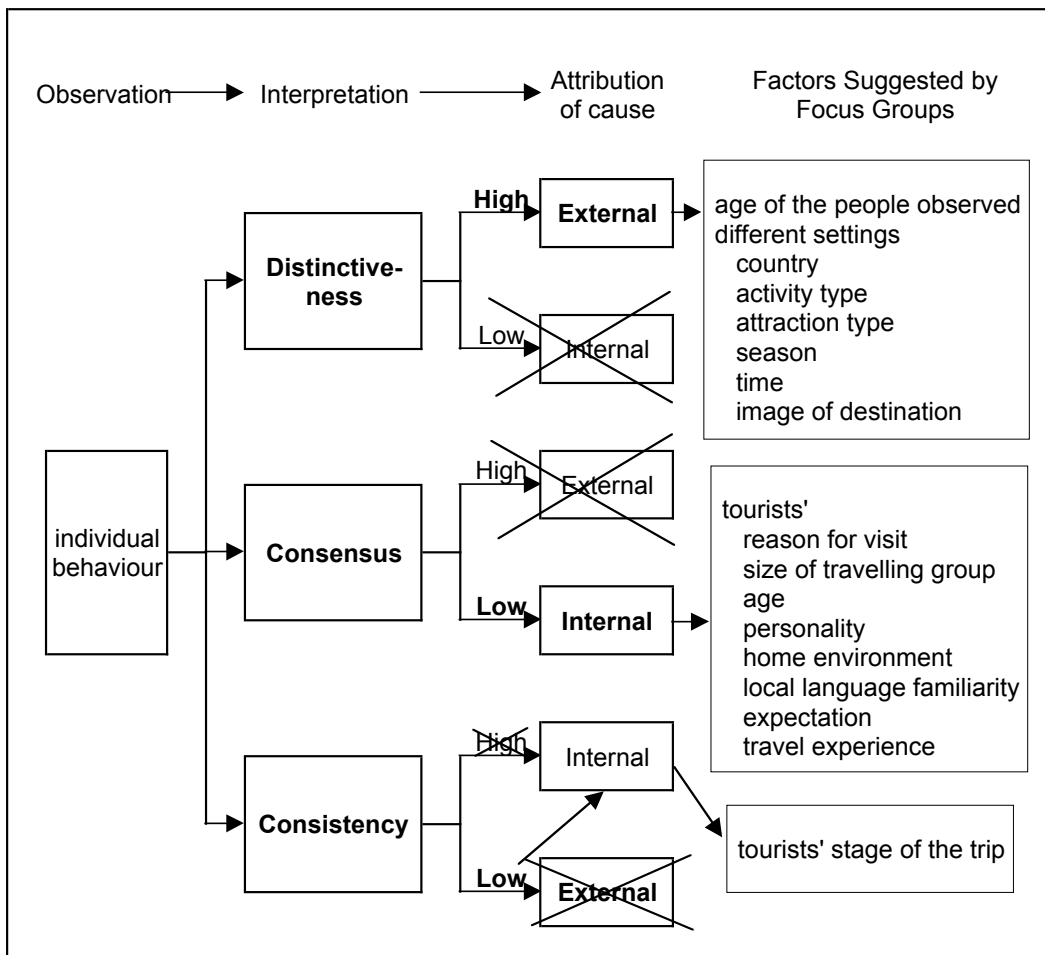 Observation
Interpretation
Attribution
of cause
Factors Suggested by
Focus Groups
individual
behaviour
Distinctive-
ness
High
External
Low
Internal
age of the people observed
different settings
country
activity type
attraction type
season
time
image of destination
Consensus
High
External
Low
Internal
tourists'
reason for visit
size of travelling group
age
personality
home environment
local language familiarity
expectation
travel experience
Consistency
High
Internal
Low
External
tourists' stage of the trip